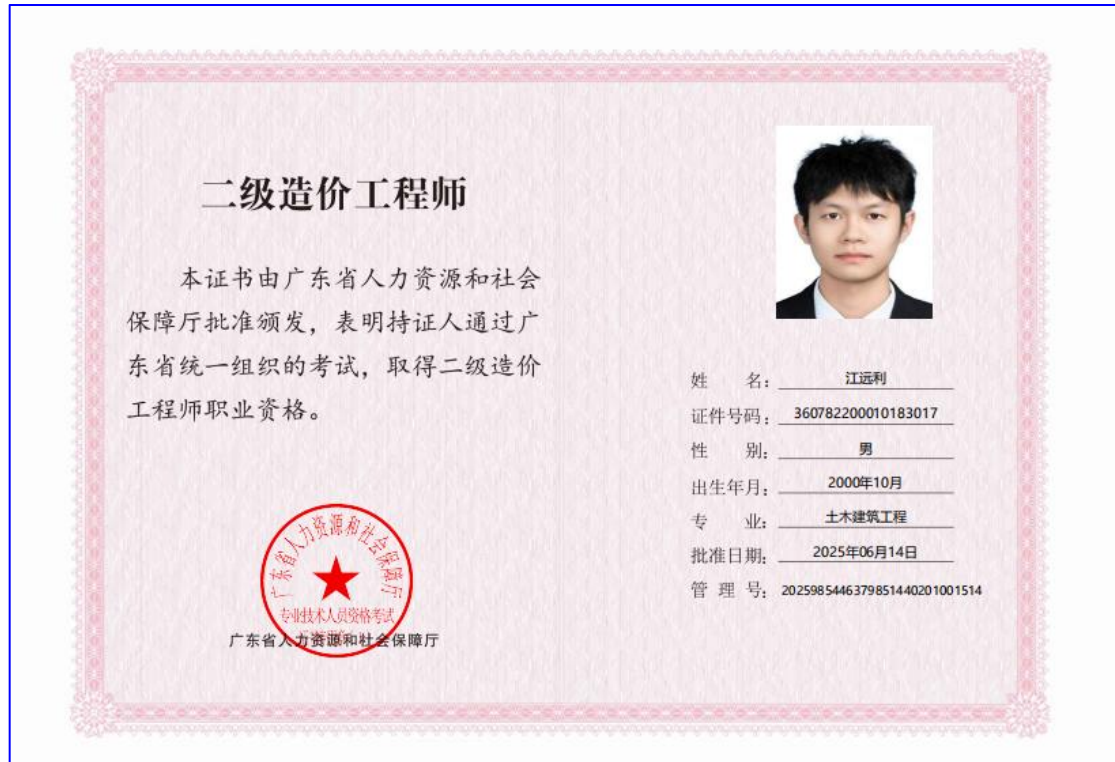 二级造价工程师
本证书由广东省人力资源和社会
保障厅批准颁发，表明持证人通过广
东省统一组织的考试，取得二级造价
工程师职业资格。
广东省人力资源和社会保障厅
专业技术人员资格考试
广东省人力资源和社会保障厅
姓 名：江远利
证件号码：360782200010183017
性 别：男
出生年月：2000年10月
专 业：土木建筑工程
批准日期：2025年06月14日
管 理 号：20259854463798514402010​01514